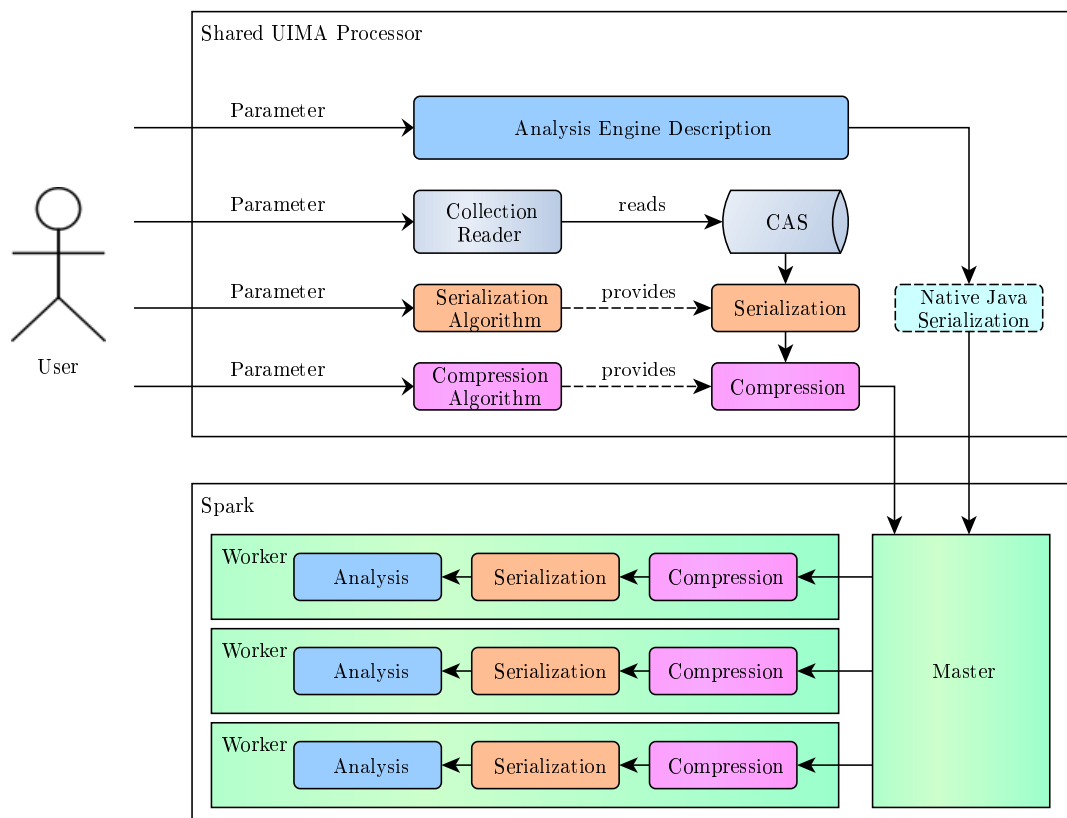 Shared UIMA Processor
Parameter
Analysis Engine Description
Parameter
Collection
Reader
reads
CAS
Parameter
Serialization
Algorithm
provides
Serialization
Native Java
Serialization
User
Parameter
Compression
Algorithm
provides
Compression
Spark
Worker
Analysis
Serialization
Compression
Worker
Analysis
Serialization
Compression
Master
Worker
Analysis
Serialization
Compression